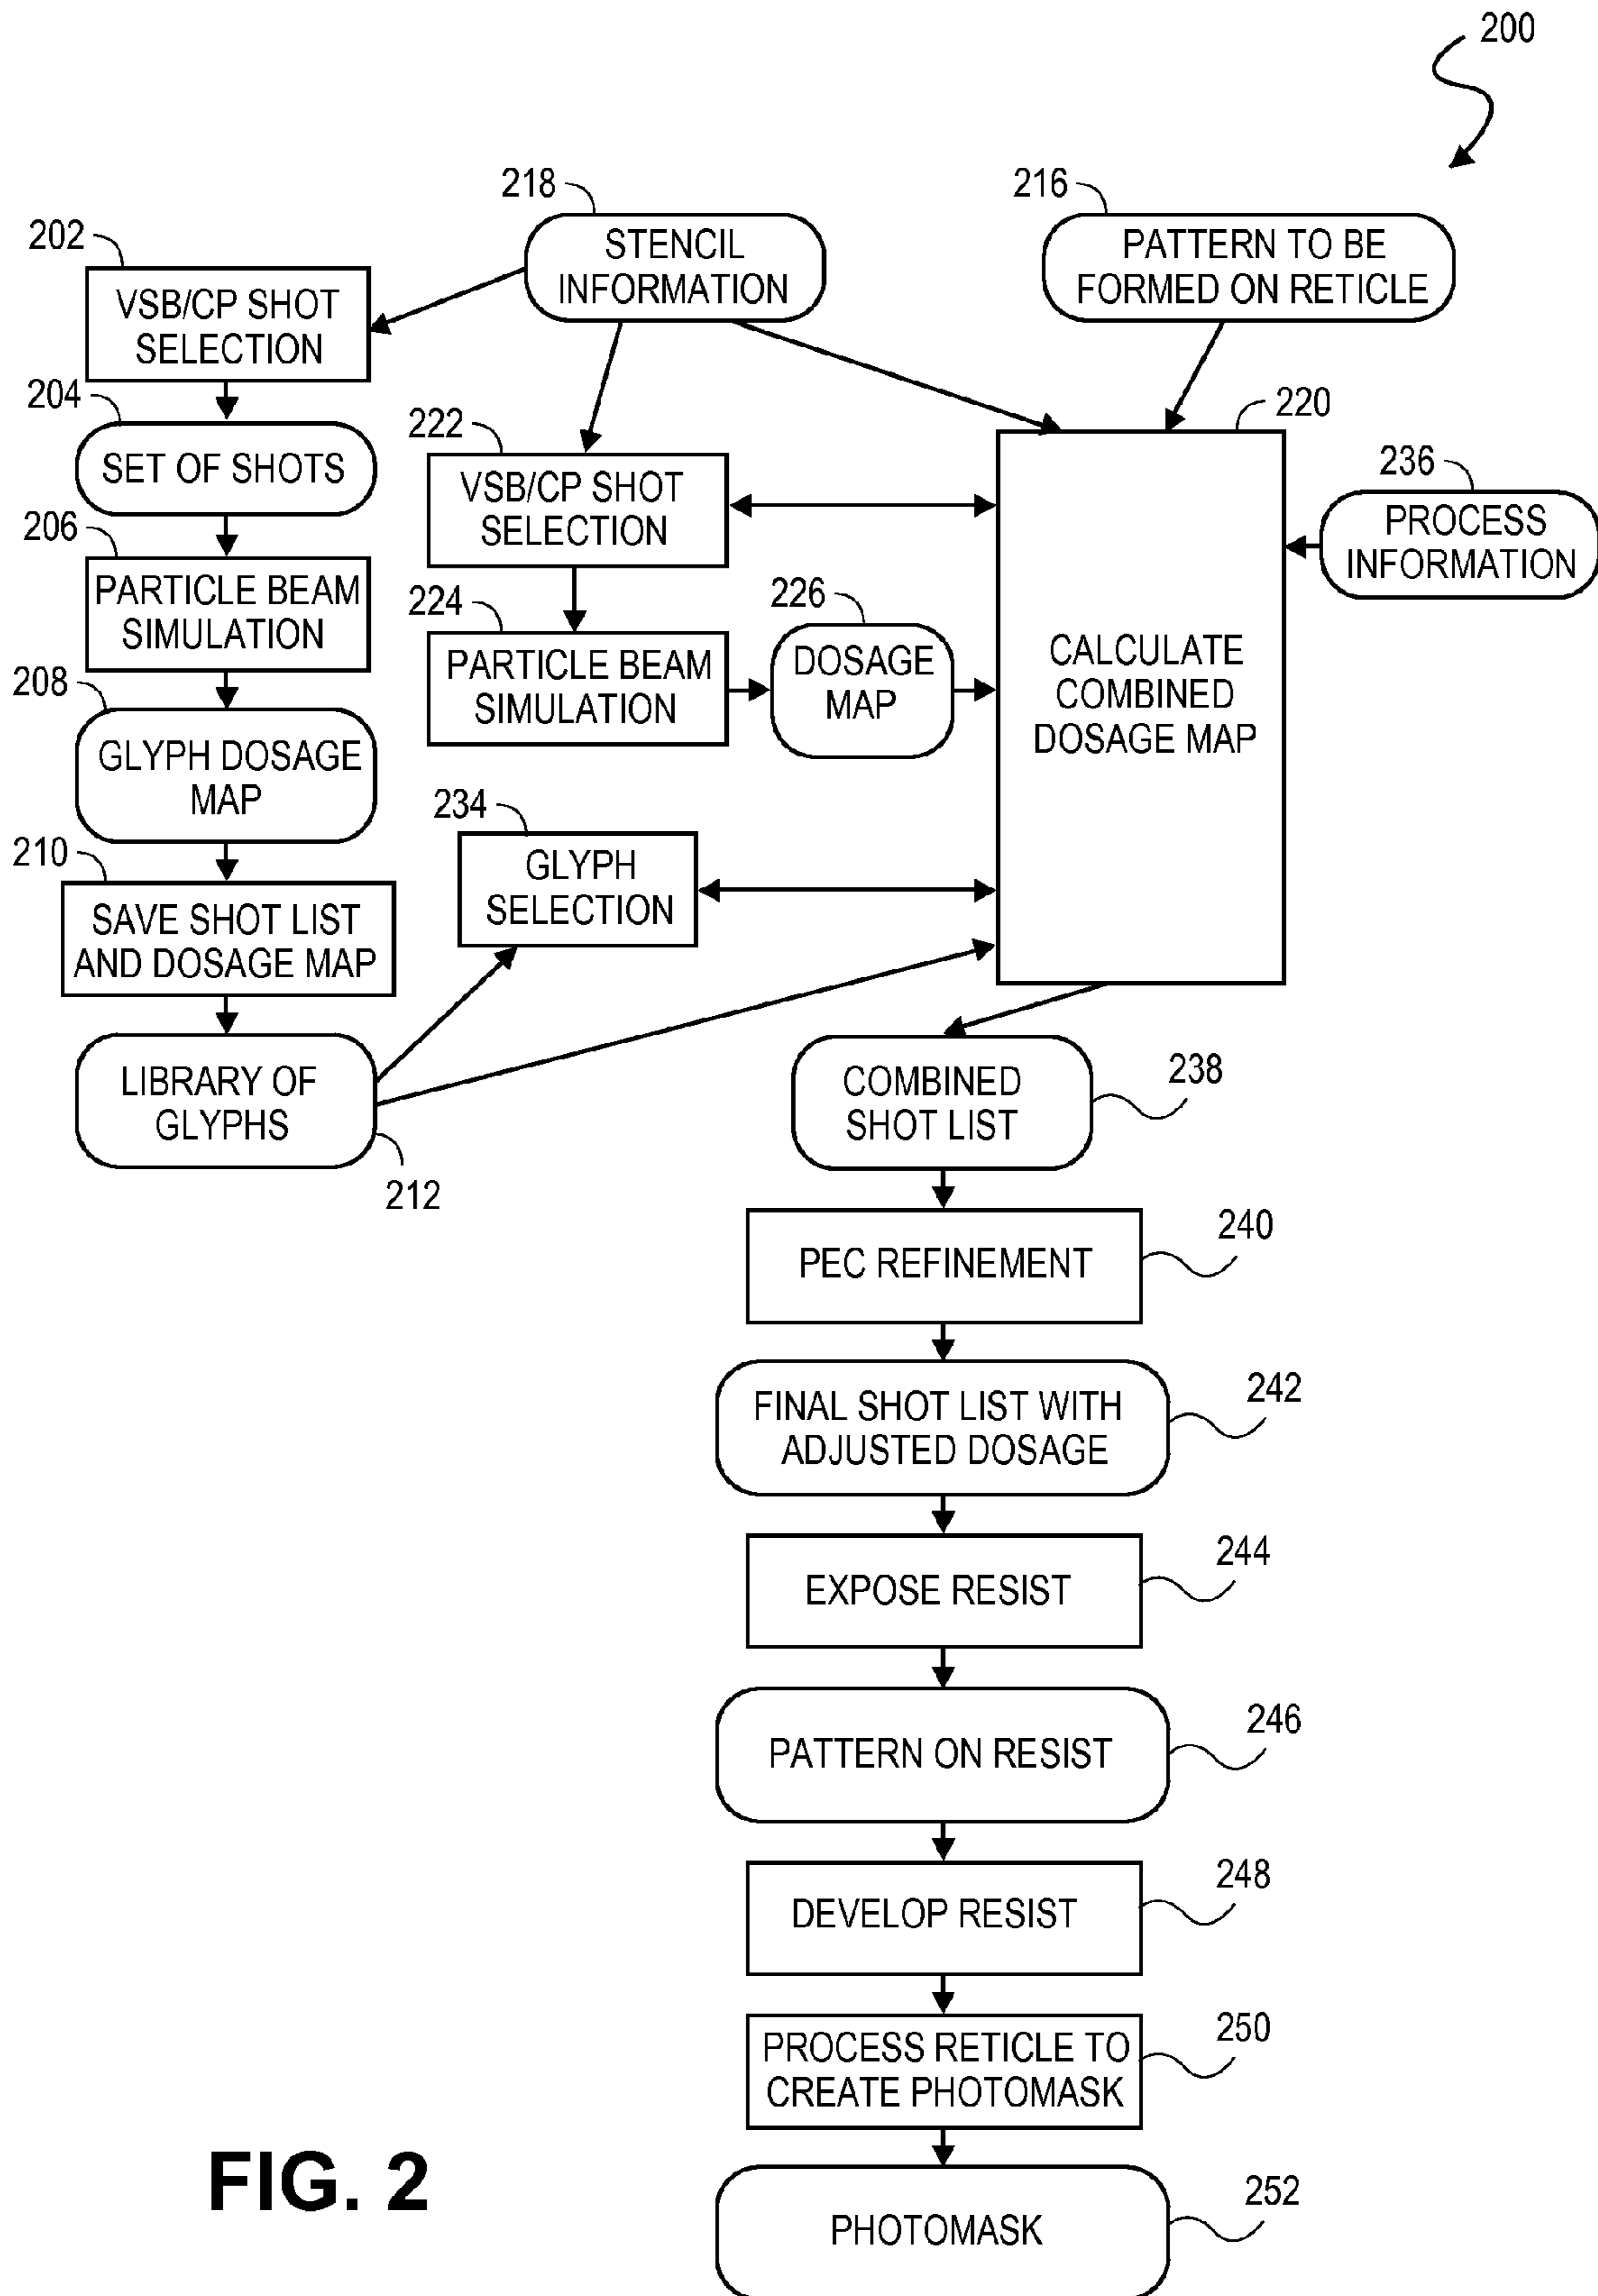 200
218
216
202
STENCIL
INFORMATION
PATTERN TO BE
FORMED ON RETICLE
VSB/CP SHOT
SELECTION
204
222
220
SET OF SHOTS
VSB/CP SHOT
SELECTION
236
PROCESS
INFORMATION
206
PARTICLE BEAM
SIMULATION
224
226
PARTICLE BEAM
SIMULATION
DOSAGE
MAP
CALCULATE
COMBINED
DOSAGE MAP
208
GLYPH DOSAGE
MAP
234
GLYPH
SELECTION
210
SAVE SHOT LIST
AND DOSAGE MAP
LIBRARY OF
GLYPHS
212
COMBINED
SHOT LIST
238
PEC REFINEMENT
240
FINAL SHOT LIST WITH
ADJUSTED DOSAGE
242
EXPOSE RESIST
244
PATTERN ON RESIST
246
DEVELOP RESIST
248
PROCESS RETICLE TO
CREATE PHOTOMASK
250
PHOTOMASK
252
FIG. 2